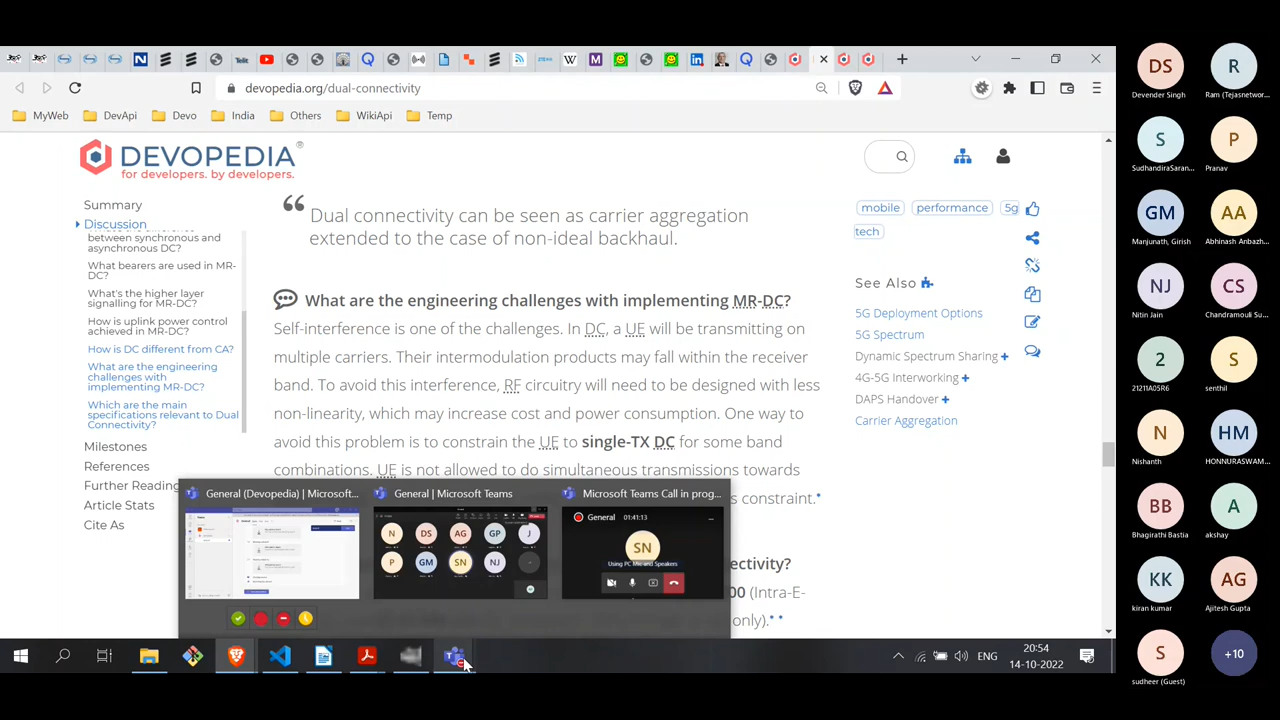 devopedia.org/dual-connectivity
MyWeb
DevApi
Devo
India
Others
WikiApi
Temp
DEVOPEDIA®
for developers. by developers.
Summary
Discussion
between synchronous and
asynchronous DC?
What bearers are used in MR-
DC?
What's the higher layer
signalling for MR-DC?
How is uplink power control
achieved in MR-DC?
How is DC different from CA?
What are the engineering
challenges with
implementing MR-DC?
Which are the main
specifications relevant to Dual
Connectivity?
Milestones
References
Further Reading
Article Stats
Cite As
“
Dual connectivity can be seen as carrier aggregation
extended to the case of non-ideal backhaul.
What are the engineering challenges with implementing MR-DC?
Self-interference is one of the challenges. In DC, a UE will be transmitting on
multiple carriers. Their intermodulation products may fall within the receiver
band. To avoid this interference, RF circuitry will need to be designed with less
non-linearity, which may increase cost and power consumption. One way to
avoid this problem is to constrain the UE to single-TX DC for some band
combinations. UE is not allowed to do simultaneous transmissions towards
s constraint.
ectivity?
00 (Intra-E-
only).
mobile
performance
5g
tech
See Also
5G Deployment Options
5G Spectrum
Dynamic Spectrum Sharing
4G-5G Interworking
DAPS Handover
Carrier Aggregation
General (Devopedia) | Microsoft...
General | Microsoft Teams
N
DS
AG
GP
J
P
GM
SN
NJ
Microsoft Teams Call in prog...
General
01:41:13
SN
Using PC Mic and Speakers
ENG
20:54
14-10-2022
DS
Devender Singh
R
Ram (Tejasnetwor...
S
SudhandiraSaran...
P
Pranav
GM
Manjunath, Girish
AA
Abhinash Anbazh...
NJ
Nitin Jain
CS
Chandramouli Su...
2
21211A05R6
S
senthil
N
Nishanth
HM
HONNURASWAM...
BB
Bhagirathi Bastia
A
akshay
KK
kiran kumar
AG
Ajitesh Gupta
S
sudheer (Guest)
+10